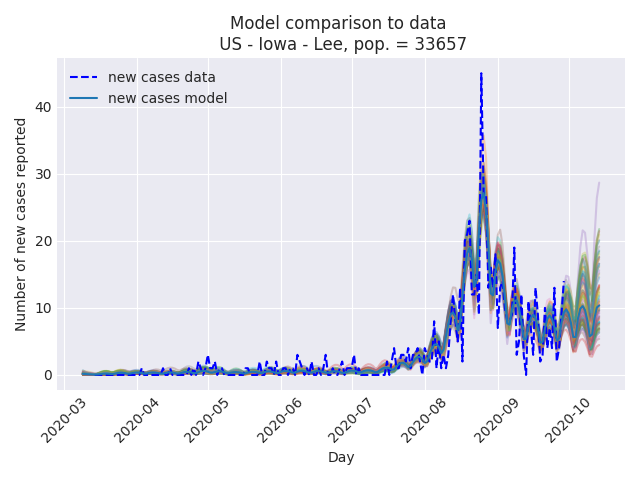 Model comparison to data
US - Iowa - Lee, pop. = 33657
new cases data
new cases model
Number of new cases reported
40
30
20
10
0
2020-03
2020-04
2020-05
2020-06
2020-07
2020-08
2020-09
2020-10
Day